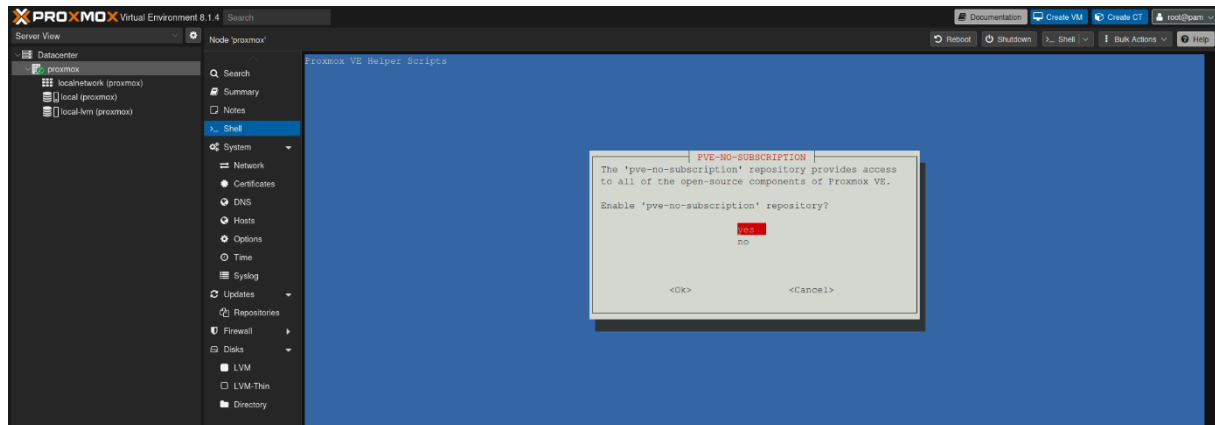 PROXMOX Virtual Environment 8.1.4 Search
Documentation Create VM Create CT root@pam
Server View
Node 'proxmox'
Reboot Shutdown >_ Shell Bulk Actions Help
Datacenter
proxmox
localnetwork (proxmox)
local (proxmox)
local-lvm (proxmox)
Search
Summary
Notes
>_ Shell
System
Network
Certificates
DNS
Hosts
Options
Time
Syslog
Updates
Repositories
Firewall
Disks
LVM
LVM-Thin
Directory
Proxmox VE Helper Scripts
PVE-NO-SUBSCRIPTION
The 'pve-no-subscription' repository provides access
to all of the open-source components of Proxmox VE.
Enable 'pve-no-subscription' repository?
yes
no
<Ok> <Cancel>